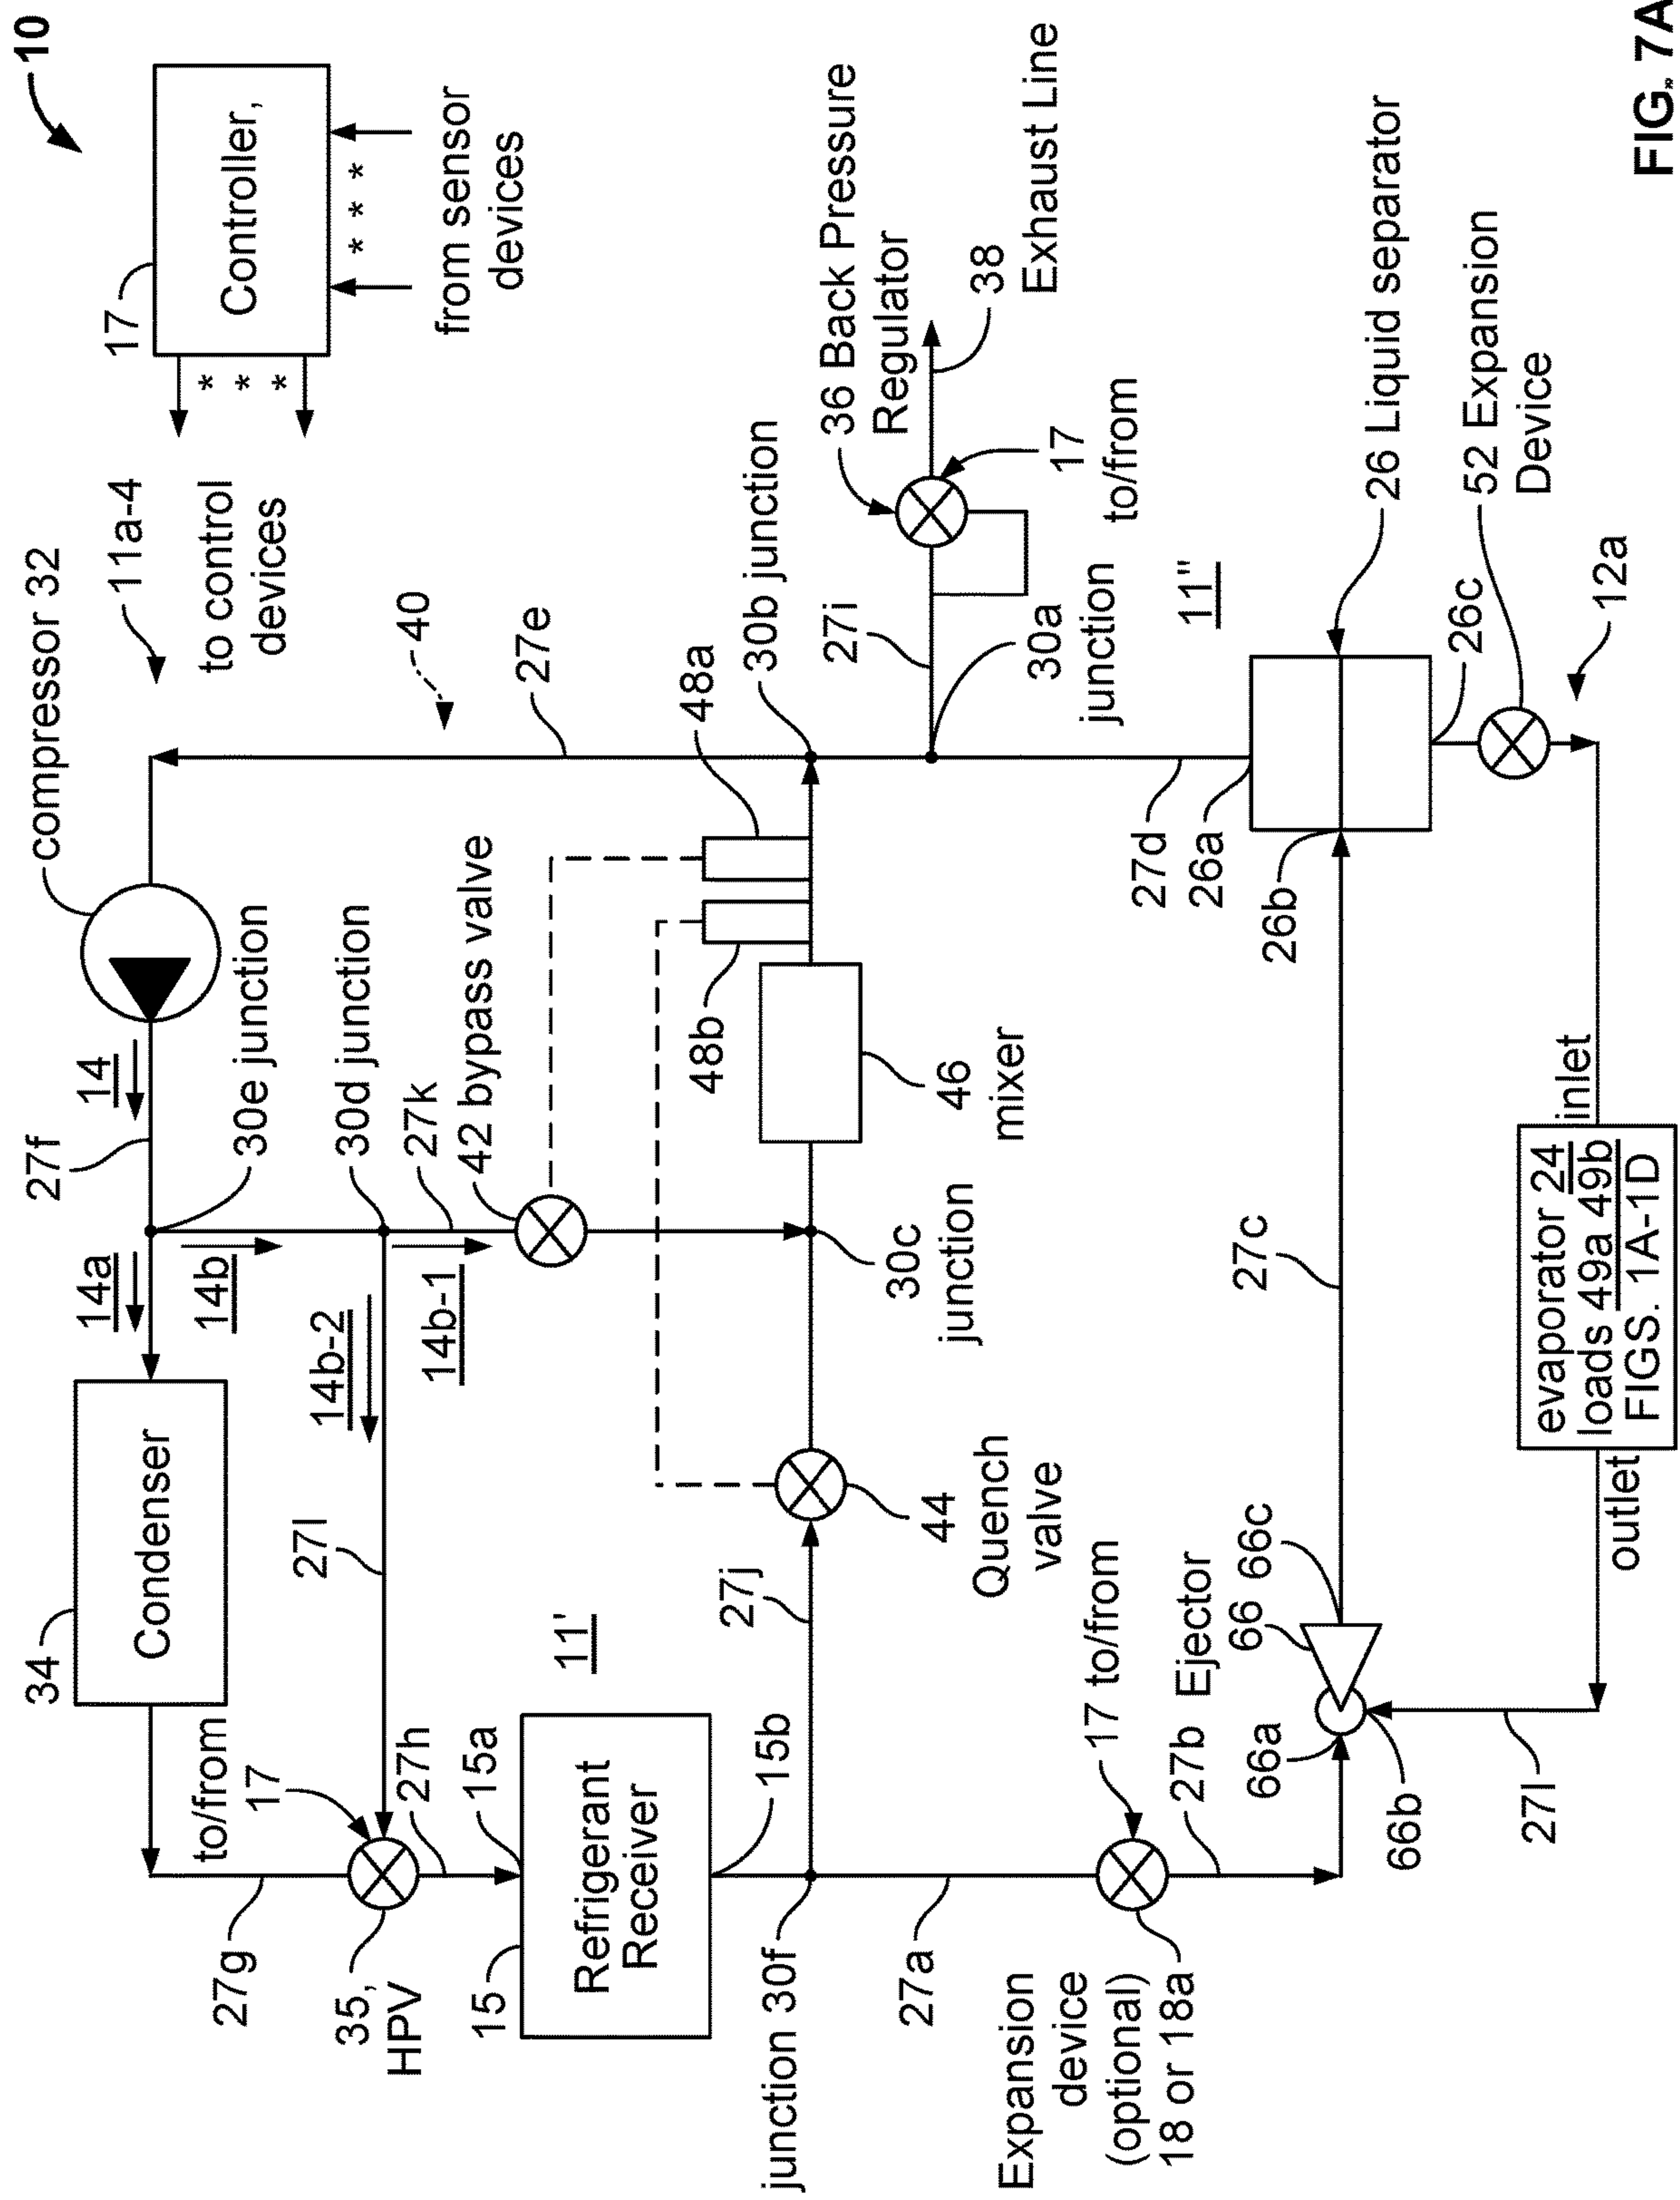 10
17
Controller,
from sensor
devices
to control
devices
11a-4
40
compressor 32
27e
14
27f
30e junction
30d junction
27k
42 bypass valve
14a
14b
14b-1
14b-2
34
Condenser
27l
to/from
17
27h
27g
35,
HPV
15a
15
Refrigerant
Receiver
11'
15b
junction 30f
27j
44
Quench
valve
30c
junction
46
mixer
48b
48a
30b junction
27i
30a
junction
36 Back Pressure
Regulator
38
Exhaust Line
17
to/from
11"
27d
26a
26b
26 Liquid separator
26c
52 Expansion
Device
12a
27c
inlet
evaporator 24
loads 49a 49b
FIGS. 1A-1D
outlet
27l
66b
66a
66
66c
Ejector
27b
17 to/from
27a
Expansion
device
(optional)
18 or 18a
FIG. 7A